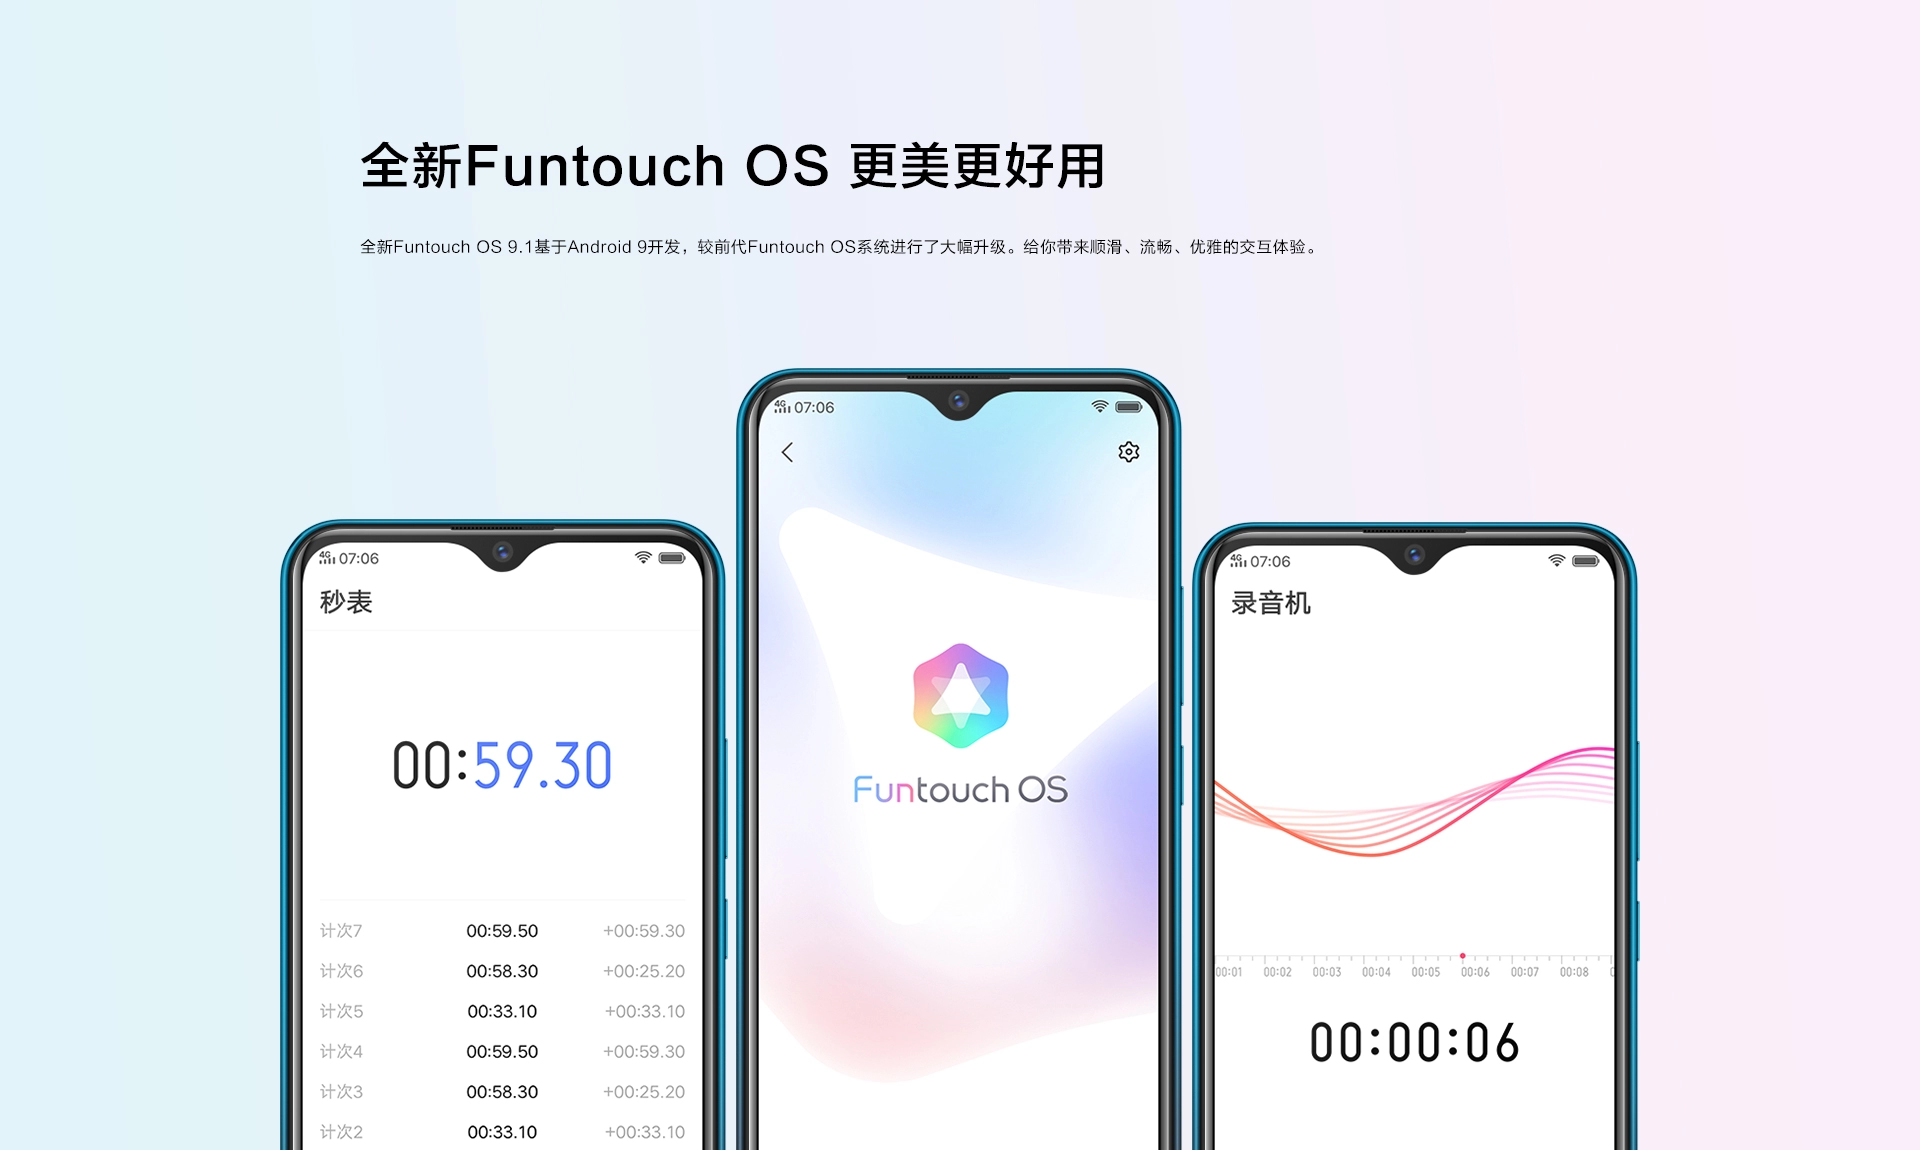 全新Funtouch OS 更美更好用
全新Funtouch OS 9.1基于Android 9开发，较前代Funtouch OS系统进行了大幅升级。给你带来顺滑、流畅、优雅的交互体验。
4G 07:06
秒表
00:59.30
计次7 00:59.50 +00:59.30
计次6 00:58.30 +00:25.20
计次5 00:33.10 +00:33.10
计次4 00:59.50 +00:59.30
计次3 00:58.30 +00:25.20
计次2 00:33.10 +00:33.10
4G 07:06
Funtouch OS
4G 07:06
录音机
00:01 00:02 00:03 00:04 00:05 00:06 00:07 00:08
00:00:06